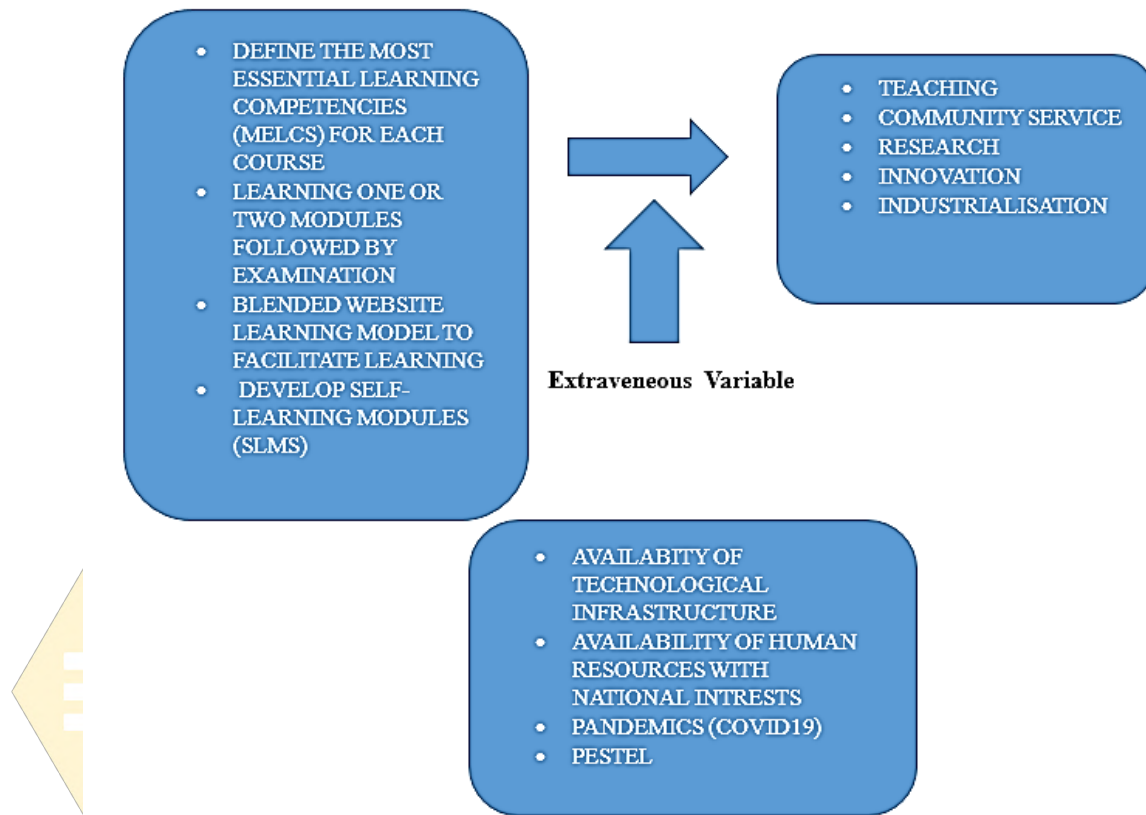 • DEFINE THE MOST
ESSENTIAL LEARNING
COMPETENCIES
(MELCS) FOR EACH
COURSE
• LEARNING ONE OR
TWO MODULES
FOLLOWED BY
EXAMINATION
• BLENDED WEBSITE
LEARNING MODEL TO
FACILITATE LEARNING
• DEVELOP SELF-
LEARNING MODULES
(SLMS)
• TEACHING
• COMMUNITY SERVICE
• RESEARCH
• INNOVATION
• INDUSTRIALISATION
Extraveneous Variable
• AVAILABITY OF
TECHNOLOGICAL
INFRASTRUCTURE
• AVAILABILITY OF HUMAN
RESOURCES WITH
NATIONAL INTRESTS
• PANDEMICS (COVID19)
• PESTEL